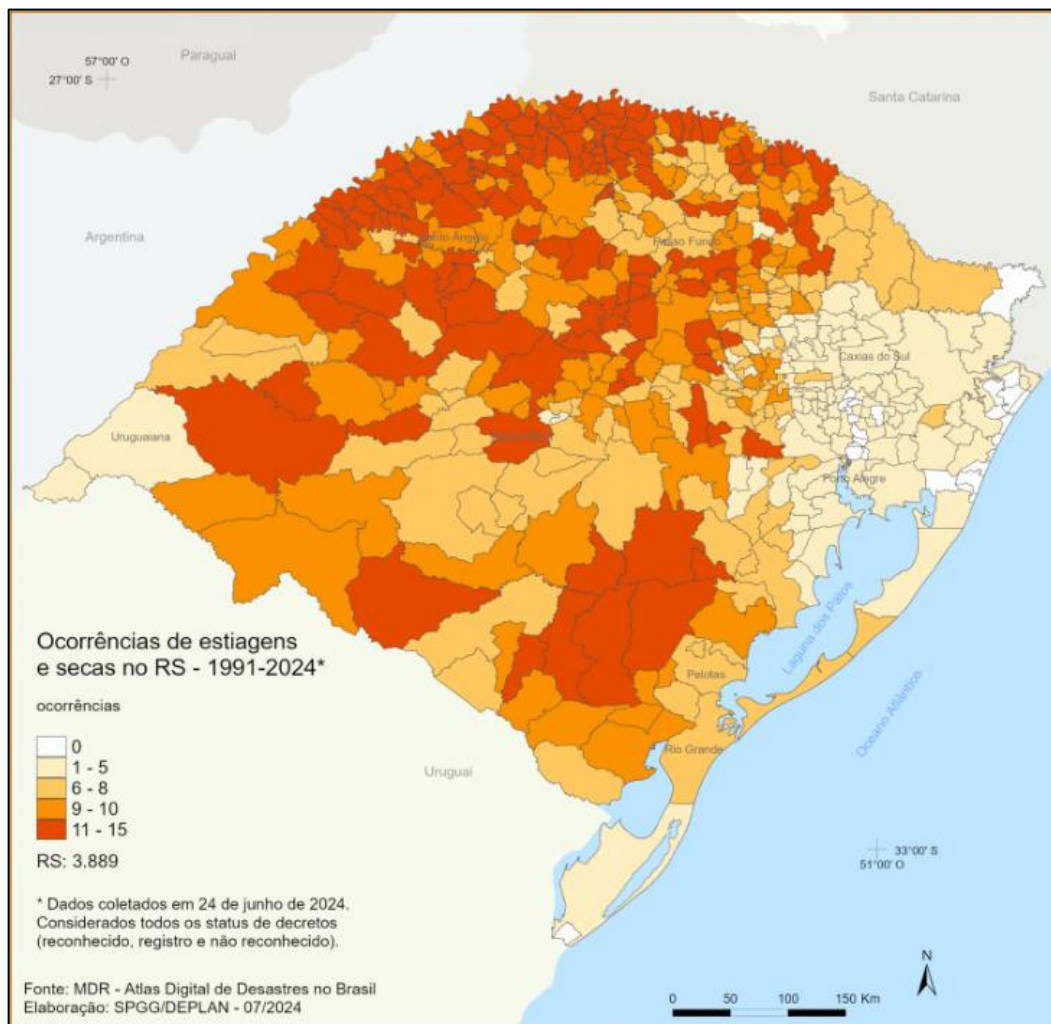 Paraguai
57°00' O
27°00' S
Santa Catarina
Argentina
Santo Ângelo
Passo Fundo
Caxias do Sul
Uruguaiana
Porto Alegre
Laguna dos Patos
Pelotas
Rio Grande
Oceano Atlântico
Uruguai
33°00' S
51°00' O
Ocorrências de estiagens
e secas no RS - 1991-2024*
ocorrências
0
1 - 5
6 - 8
9 - 10
11 - 15
RS: 3.889
* Dados coletados em 24 de junho de 2024.
Considerados todos os status de decretos
(reconhecido, registro e não reconhecido).
Fonte: MDR - Atlas Digital de Desastres no Brasil
Elaboração: SPGG/DEPLAN - 07/2024
N
0 50 100 150 Km